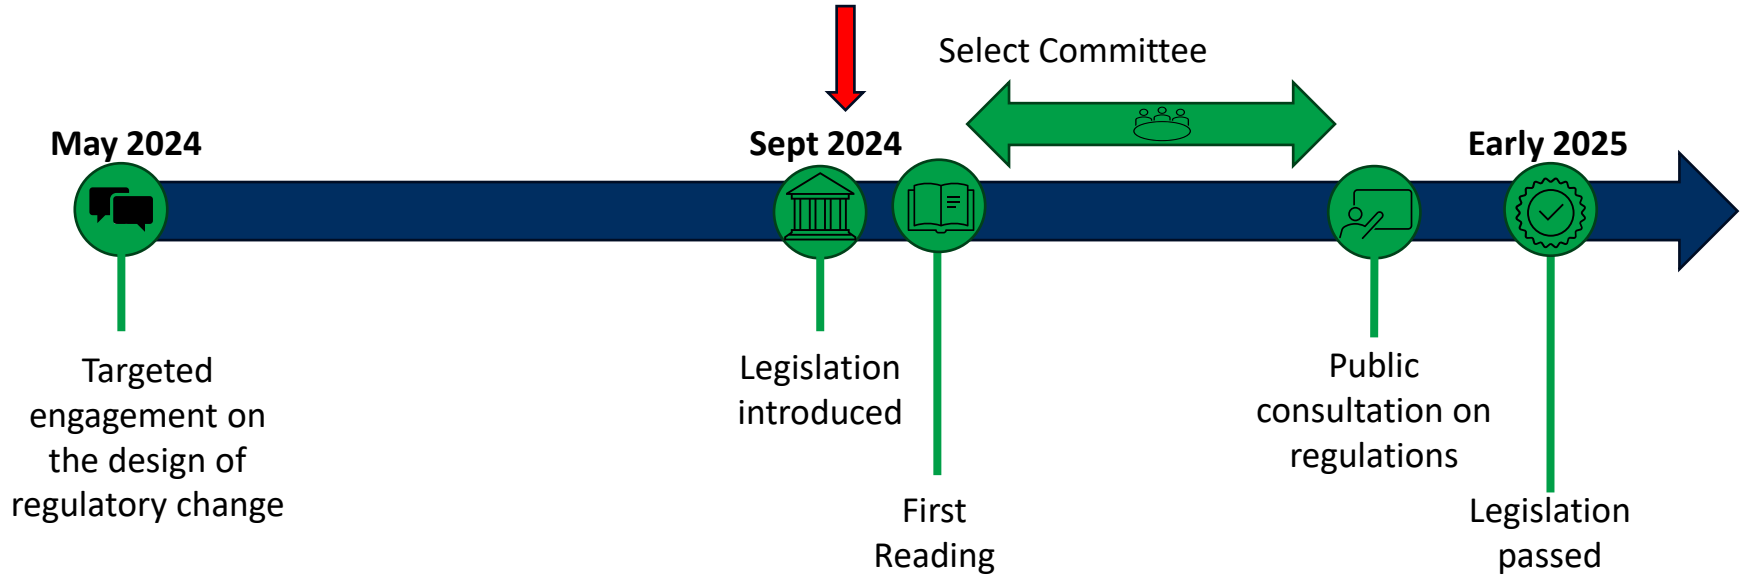 Select Committee
May 2024
Sept 2024
Early 2025
Targeted
engagement on
the design of
regulatory change
Legislation
introduced
First
Reading
Public
consultation on
regulations
Legislation
passed